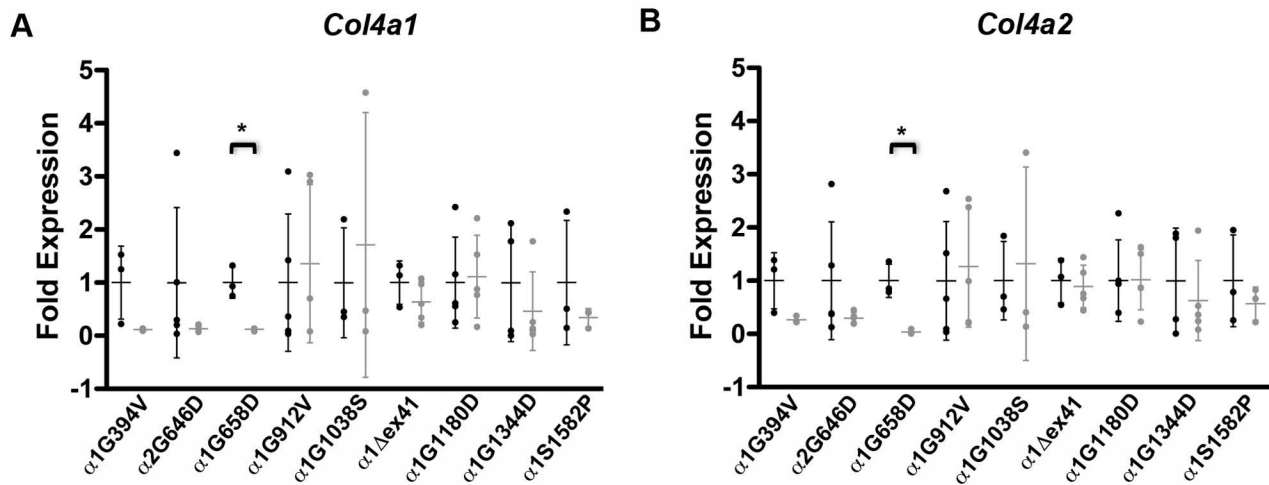 A
Col4a1
Fold Expression
5
4
3
2
1
0
-1
*
α1G394V
α2G646D
α1G658D
α1G912V
α1G1038S
α1Δex41
α1G1180D
α1G1344D
α1S1582P
B
Col4a2
Fold Expression
5
4
3
2
1
0
-1
*
α1G394V
α2G646D
α1G658D
α1G912V
α1G1038S
α1Δex41
α1G1180D
α1G1344D
α1S1582P